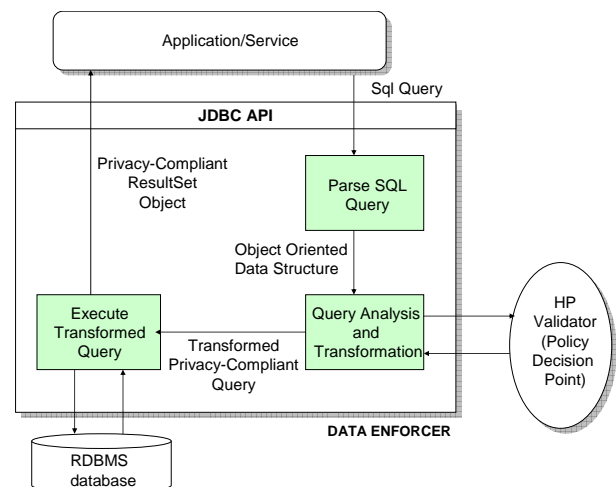 Application/Service
Sql Query
JDBC API
Privacy-Compliant
ResultSet
Object
Parse SQL
Query
Object Oriented
Data Structure
Execute
Transformed
Query
Transformed
Privacy-Compliant
Query
Query Analysis
and
Transformation
HP
Validator
(Policy
Decision
Point)
DATA ENFORCER
RDBMS
database